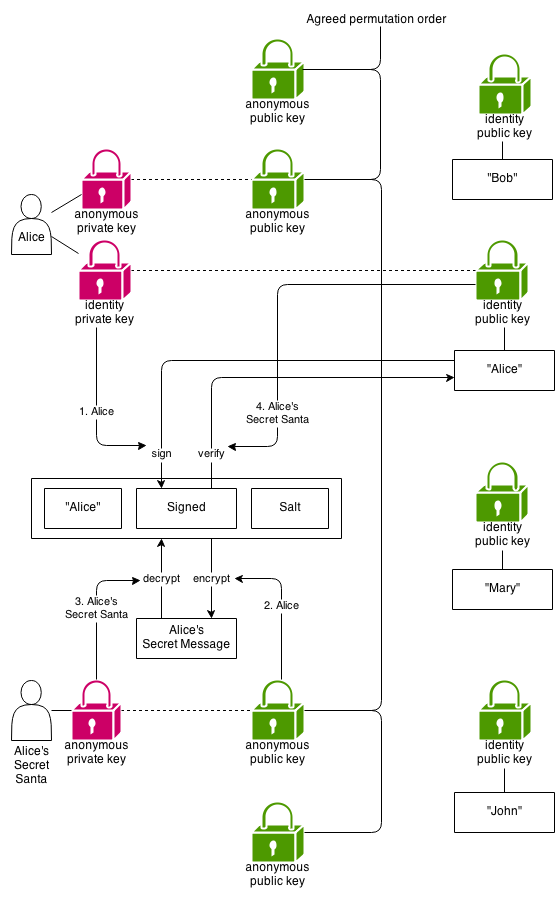 Agreed permutation order
anonymous
public key
identity
public key
"Bob"
anonymous
private key
anonymous
public key
Alice
identity
private key
identity
public key
"Alice"
1. Alice
4. Alice's
Secret Santa
sign
verify
"Alice"
Signed
Salt
identity
public key
"Mary"
decrypt
encrypt
3. Alice's
Secret Santa
2. Alice
Alice's
Secret Message
Alice's
Secret
Santa
anonymous
private key
anonymous
public key
identity
public key
"John"
anonymous
public key